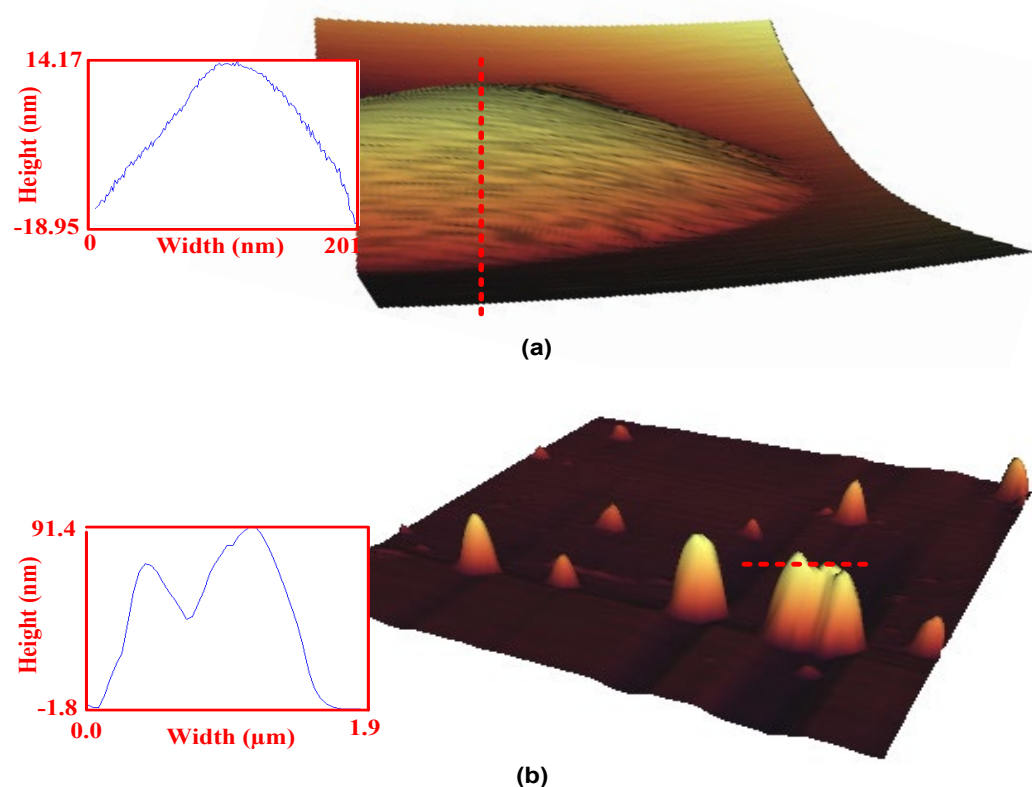 14.17
Height (nm)
-18.95
0
Width (nm)
201
(a)
91.4
Height (nm)
-1.8
0.0
Width (µm)
1.9
(b)